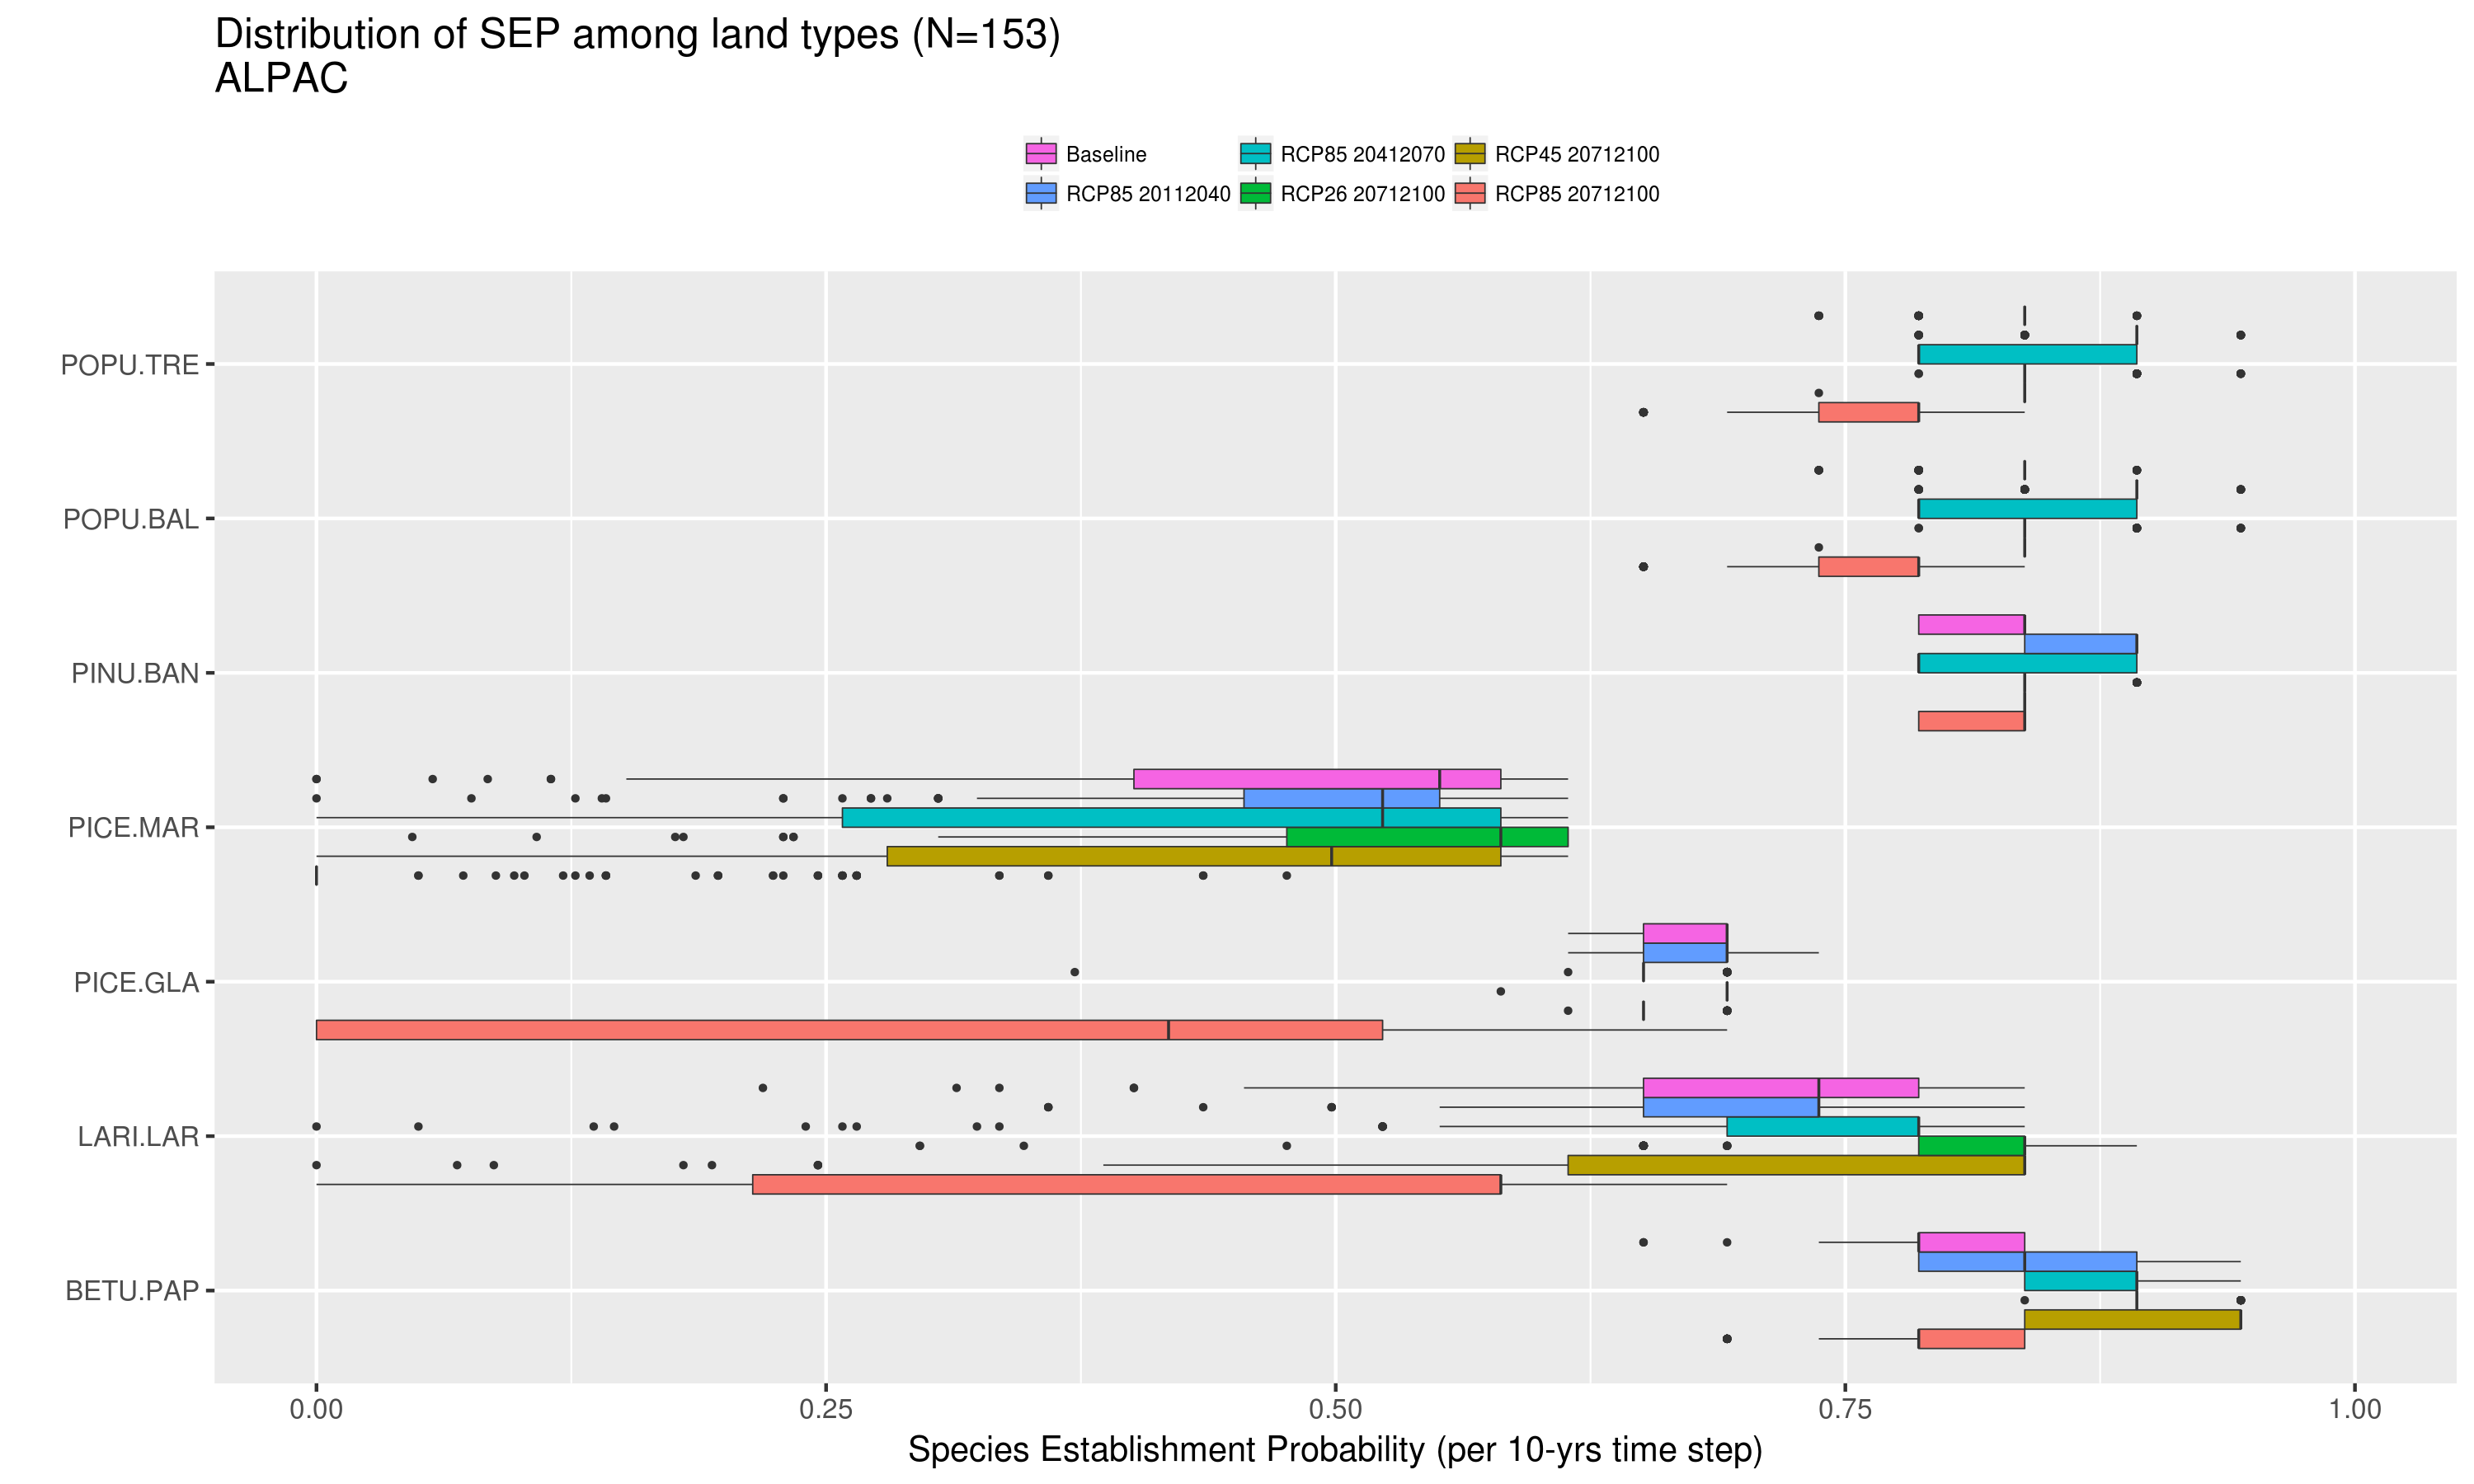 Distribution of SEP among land types (N=153)
ALPAC
Baseline
RCP85 20412070
RCP45 20712100
RCP85 20112040
RCP26 20712100
RCP85 20712100
POPU.TRE
POPU.BAL
PINU.BAN
PICE.MAR
PICE.GLA
LARI.LAR
BETU.PAP
0.00
0.25
0.50
0.75
1.00
Species Establishment Probability (per 10-yrs time step)